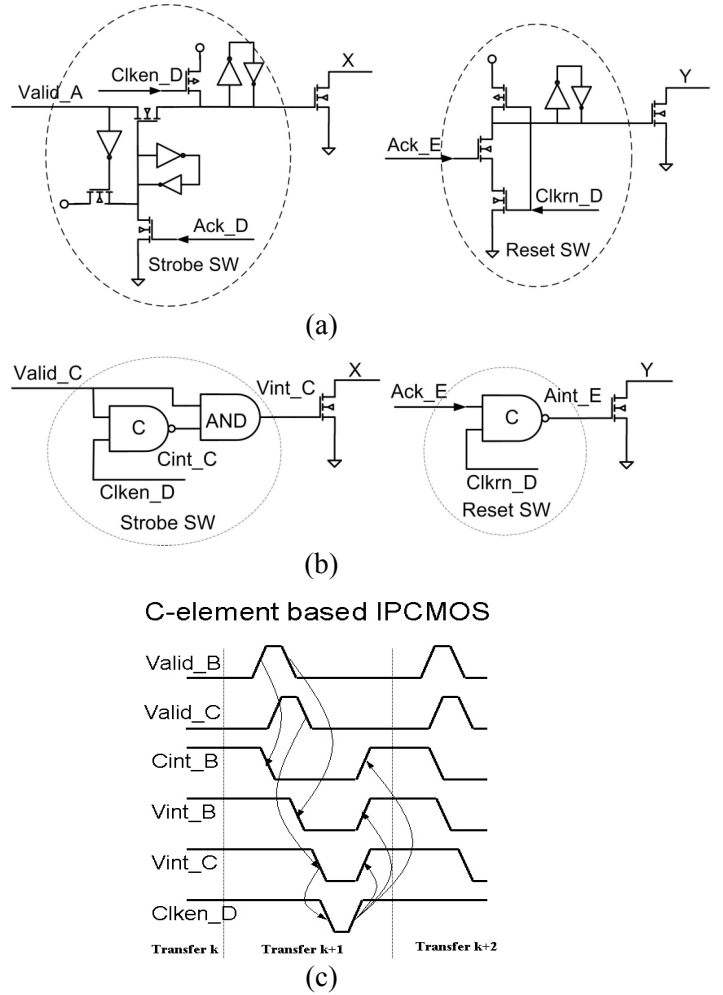 X
Clken_D
Valid_A
Ack_D
Strobe SW
Y
Ack_E
Clkrn_D
Reset SW
(a)
Valid_C
C
AND
Vint_C
X
Cint_C
Clken_D
Strobe SW
Ack_E
C
Aint_E
Y
Clkrn_D
Reset SW
(b)
C-element based IPCMOS
Valid_B
Valid_C
Cint_B
Vint_B
Vint_C
Clken_D
Transfer k Transfer k+1 Transfer k+2
(c)